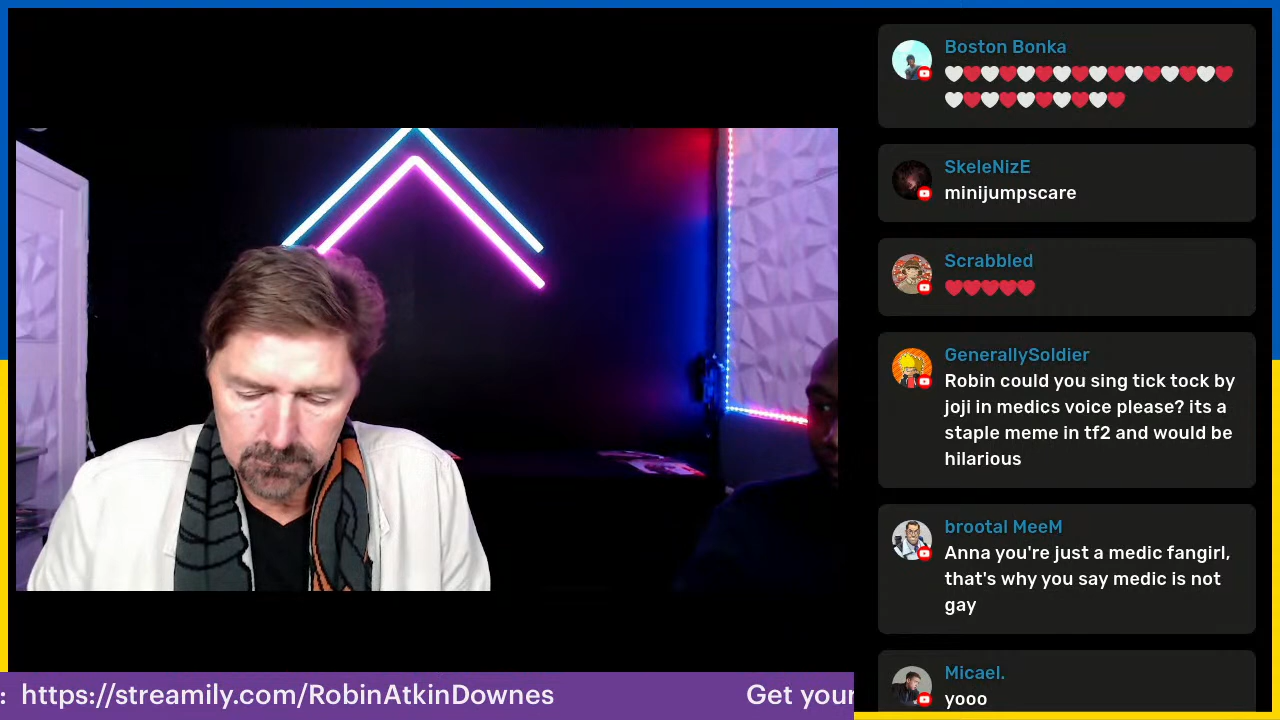 Boston Bonka
🤍❤️🤍❤️🤍❤️🤍❤️🤍❤️🤍❤️🤍❤️🤍❤️
🤍❤️🤍❤️🤍❤️🤍❤️🤍❤️
SkeleNizE
minijumpscare
Scrabbled
❤️❤️❤️❤️❤️
GenerallySoldier
Robin could you sing tick tock by
joji in medics voice please? its a
staple meme in tf2 and would be
hilarious
brootal MeeM
Anna you're just a medic fangirl,
that's why you say medic is not
gay
Micael.
yooo
: https://streamily.com/RobinAtkinDownes Get your